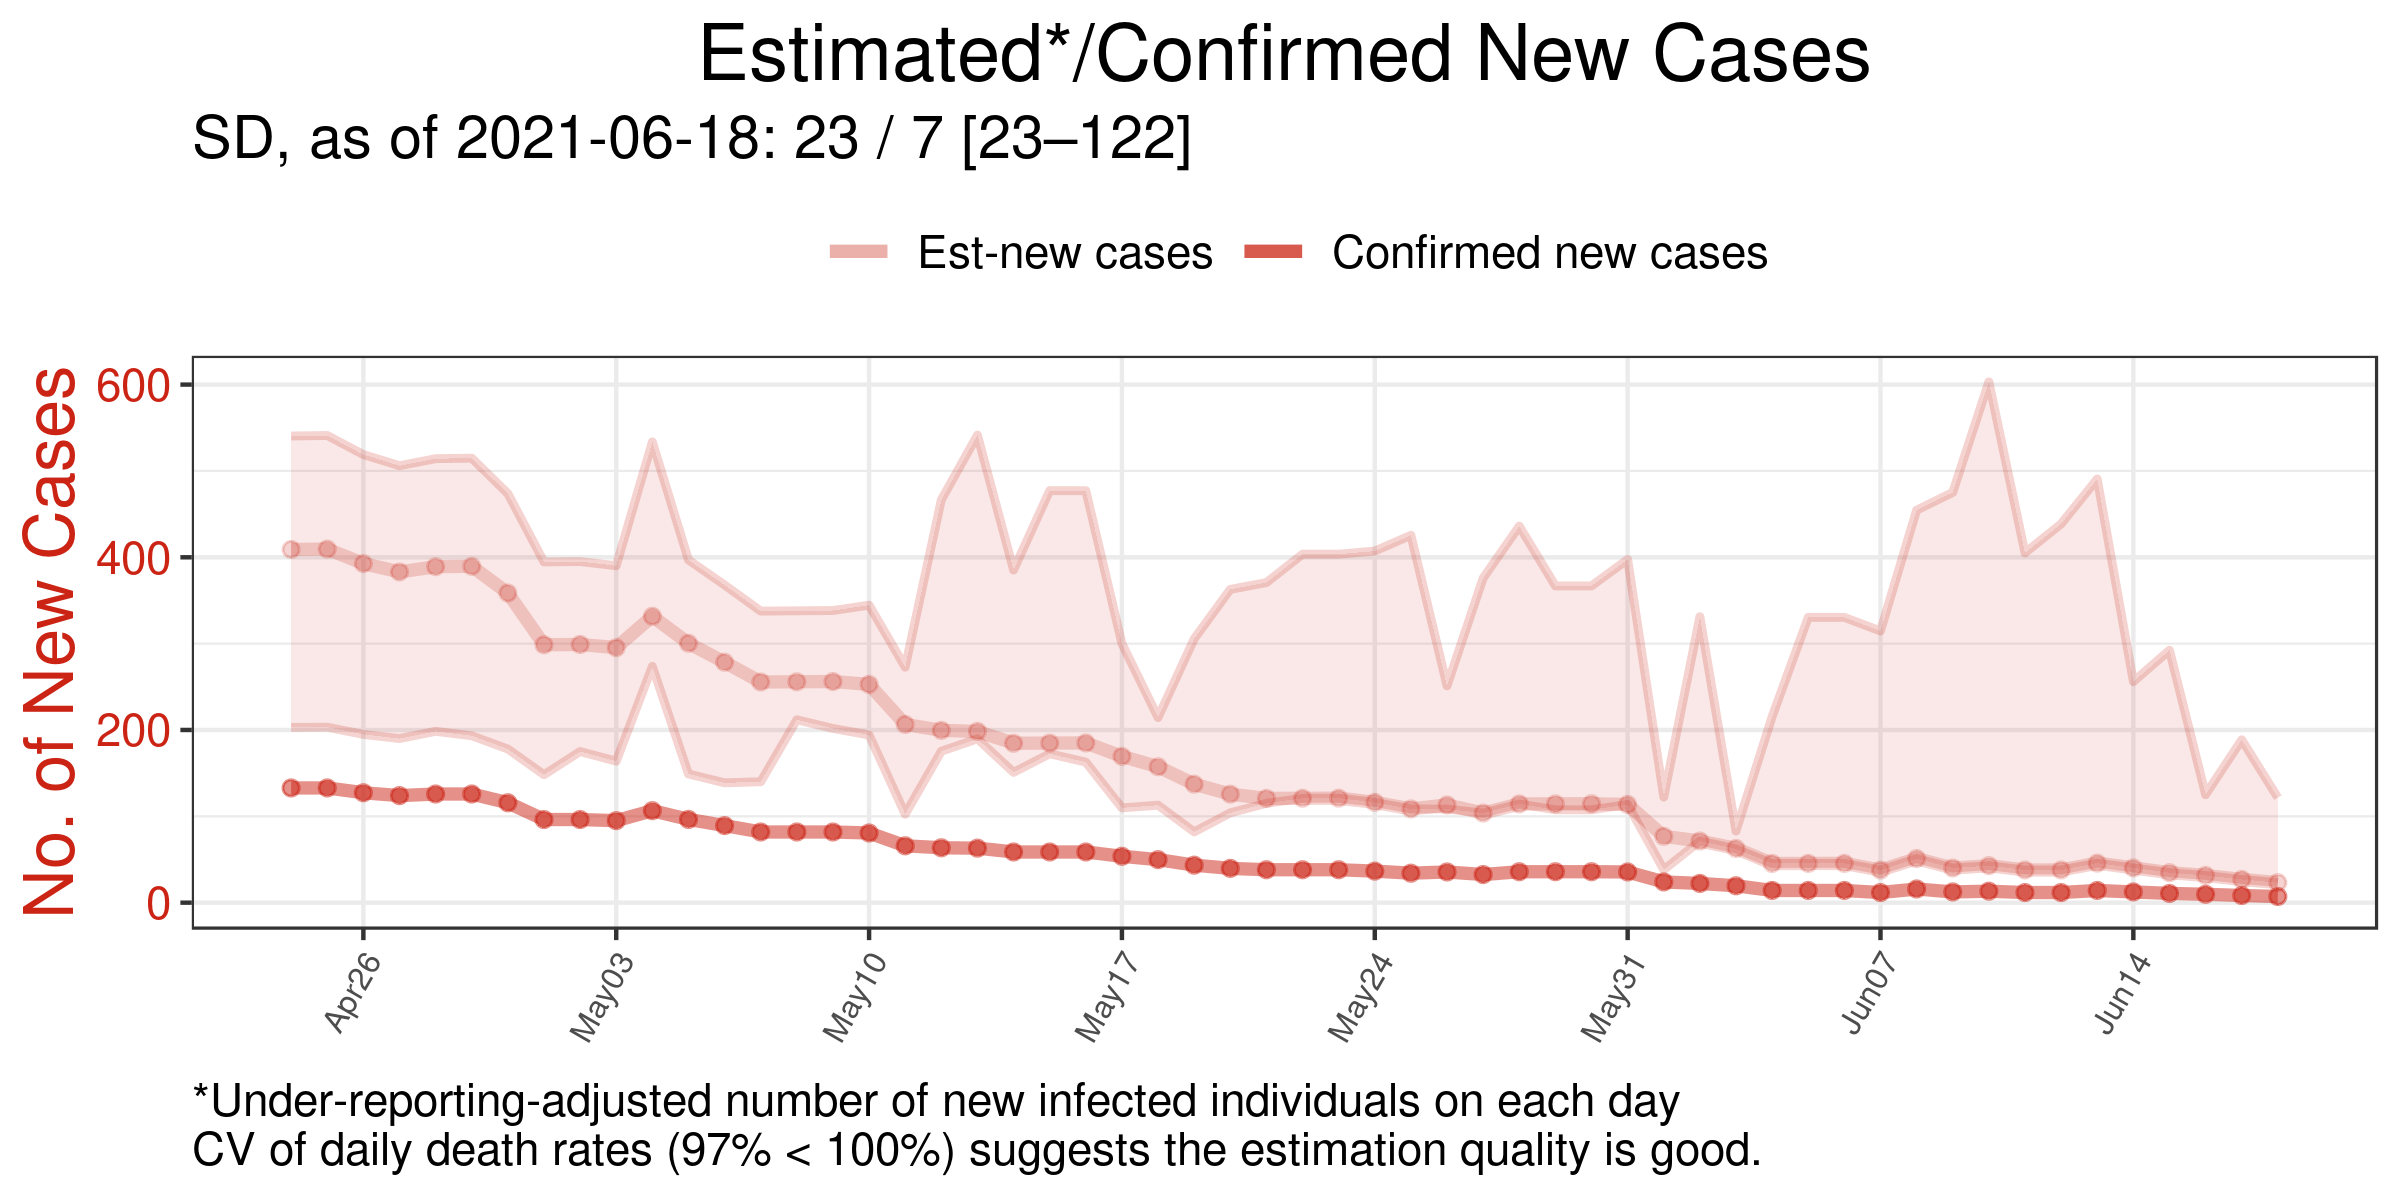 Estimated*/Confirmed New Cases
SD, as of 2021-06-18: 23 / 7 [23–122]
Est-new cases Confirmed new cases
No. of New Cases
600
400
200
0
Apr26 May03 May10 May17 May24 May31 Jun07 Jun14
*Under-reporting-adjusted number of new infected individuals on each day
CV of daily death rates (97% < 100%) suggests the estimation quality is good.